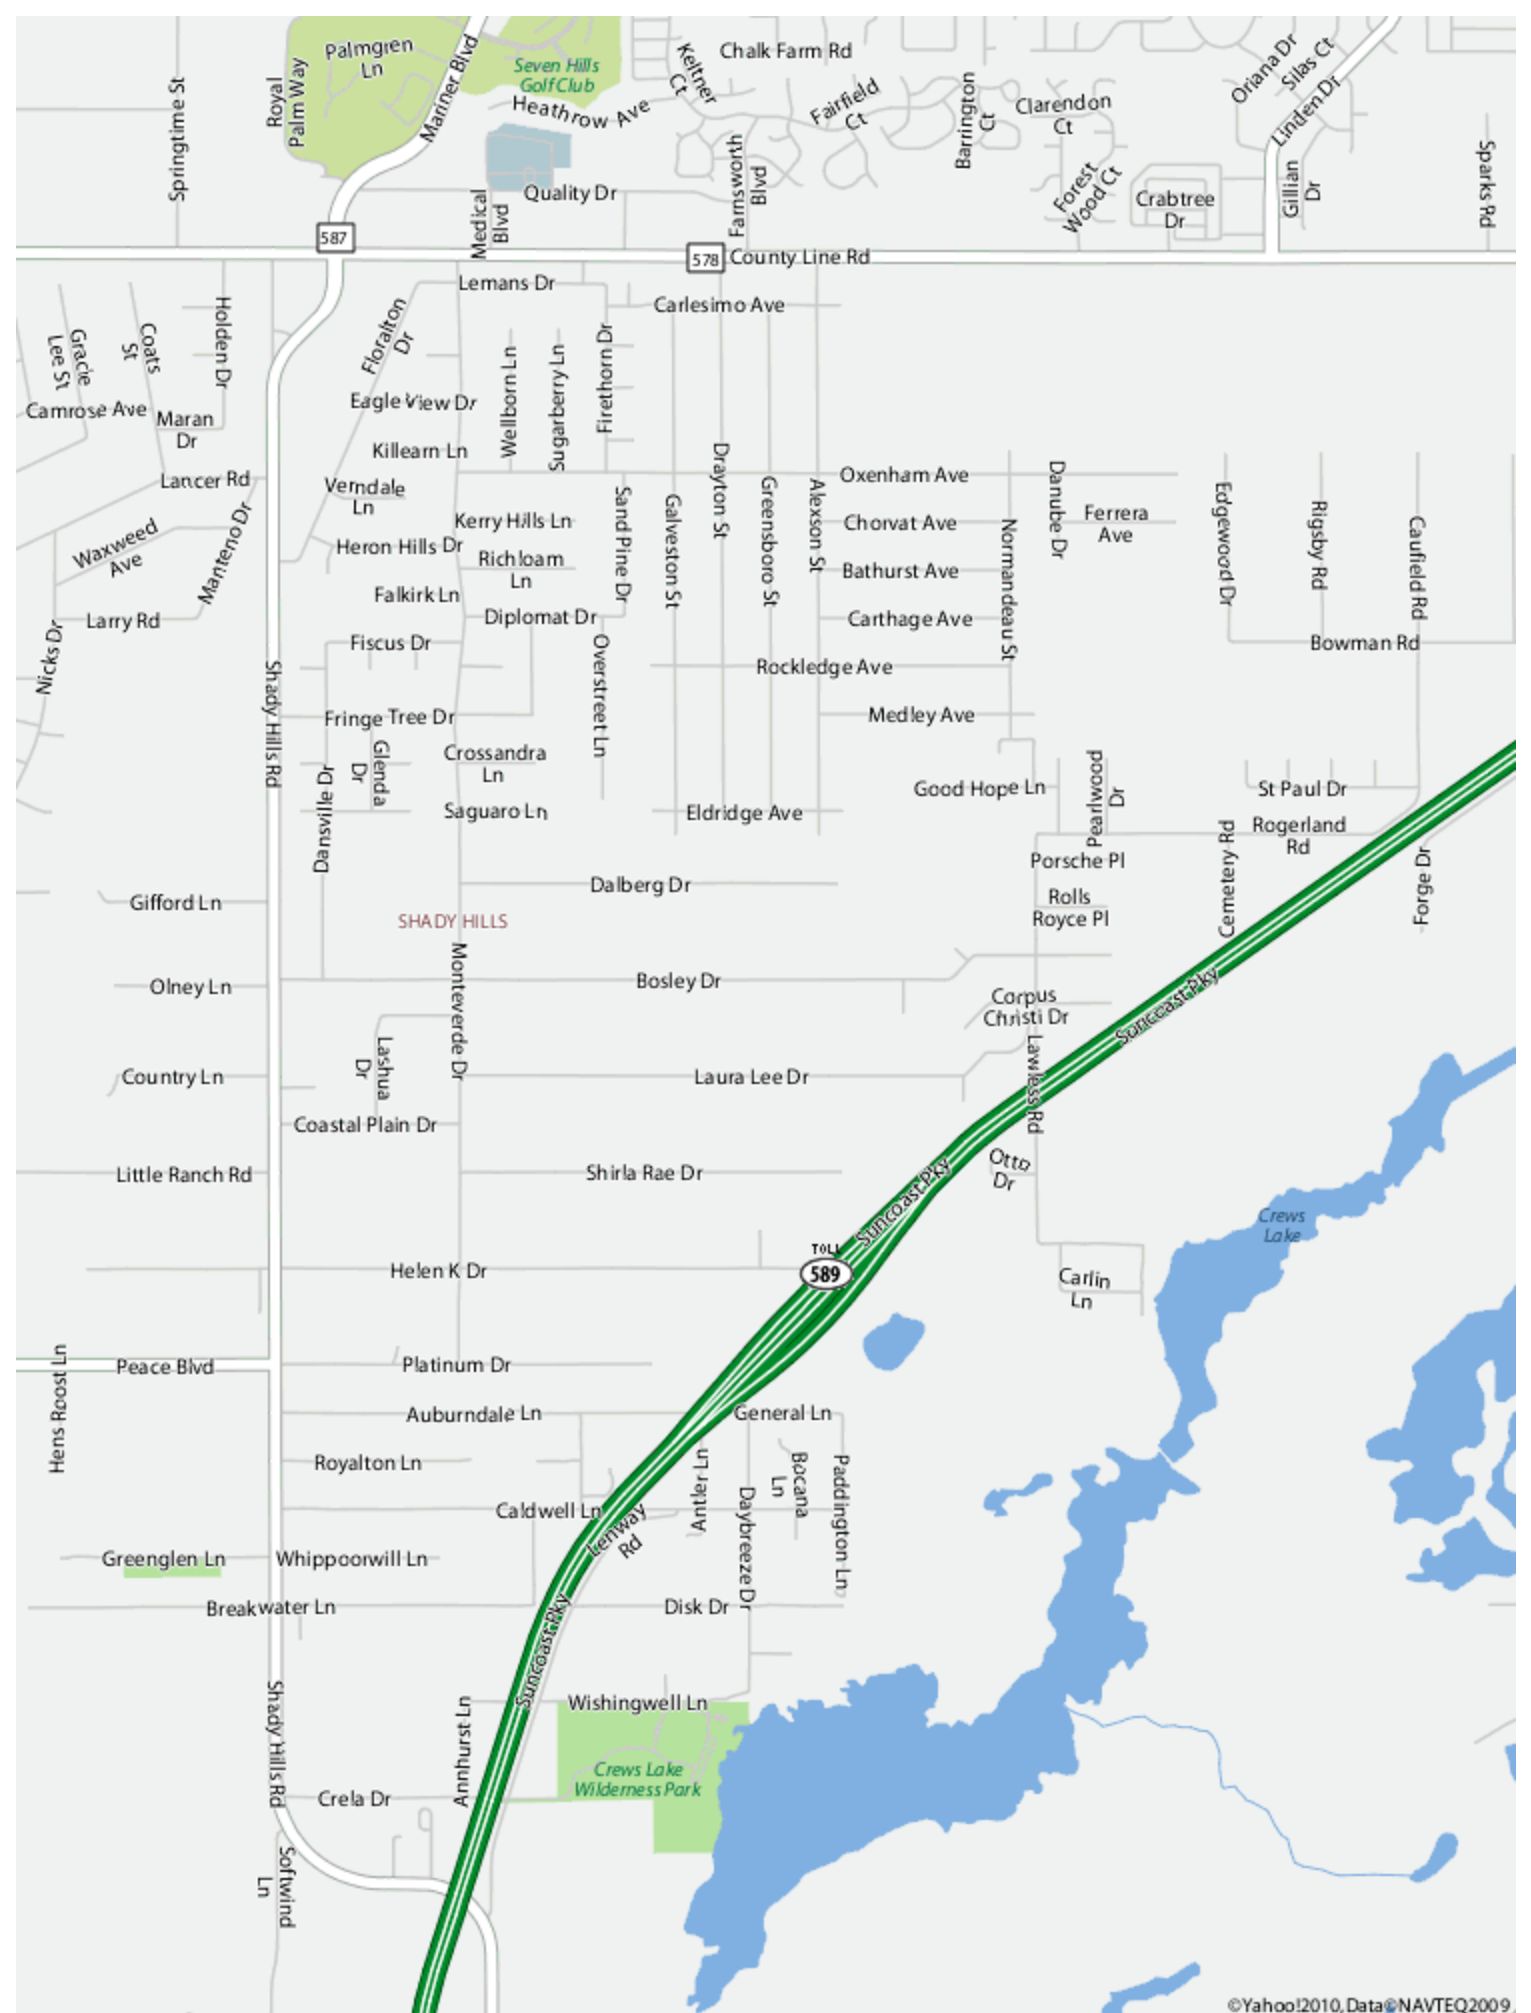 Palmgren
Ln
Royal
Palm Way
Springtime St
Mariner Blvd
Seven Hills
Golf Club
Heathrow Ave
Keltner
Ct
Chalk Farm Rd
Fairfield
Ct
Barrington
Ct
Clarendon
Ct
Oriana Dr
Silas Ct
Linden Dr
Forest
Wood Ct
Crabtree
Dr
Gillian
Dr
Sparks Rd
Farnsworth
Blvd
Quality Dr
Medical
Blvd
587
578
County Line Rd
Lemans Dr
Carlesimo Ave
Holden Dr
Coats
St
Gracie
Lee St
Floralton
Dr
Wellborn Ln
Sugarberry Ln
Firethorn Dr
Camrose Ave
Maran
Dr
Eagle View Dr
Killearn Ln
Lancer Rd
Verndale
Ln
Drayton St
Oxenham Ave
Danube Dr
Edgewood Dr
Rigsby Rd
Caufield Rd
Ferrera
Ave
Chorvat Ave
Normandeau St
Alexson St
Greensboro St
Galveston St
Sand Pine Dr
Kerry Hills Ln
Manteno Dr
Waxweed
Ave
Heron Hills Dr
Richloam
Ln
Bathurst Ave
Falkirk Ln
Larry Rd
Diplomat Dr
Carthage Ave
Nicks Dr
Fiscus Dr
Overstreet Ln
Bowman Rd
Shady Hills Rd
Rockledge Ave
Fringe Tree Dr
Medley Ave
Glenda
Dr
Crossandra
Ln
Dansville Dr
Good Hope Ln
Pearlwood
Dr
St Paul Dr
Saguaro Ln
Eldridge Ave
Cemetery Rd
Rogerland
Rd
Porsche Pl
Forge Dr
Dalberg Dr
Gifford Ln
Rolls
Royce Pl
SHADY HILLS
Monteverde Dr
Olney Ln
Bosley Dr
Corpus
Christi Dr
Suncoast Pky
Lashua
Dr
Country Ln
Laura Lee Dr
Lawless Rd
Coastal Plain Dr
Little Ranch Rd
Shirla Rae Dr
Suncoast Pky
Otto
Dr
Crews
Lake
TOLL
589
Helen K Dr
Carlin
Ln
Hens Roost Ln
Peace Blvd
Platinum Dr
Auburndale Ln
General Ln
Royalton Ln
Antler Ln
Bocana
Ln
Paddington Ln
Daybreeze Dr
Caldwell Ln
Lenway
Rd
Greenglen Ln
Whippoorwill Ln
Breakwater Ln
Disk Dr
Suncoast Pky
Shady Hills Rd
Annhurst Ln
Wishingwell Ln
Crews Lake
Wilderness Park
Crela Dr
Softwind
Ln
©Yahoo!2010, Data©NAVTEQ2009